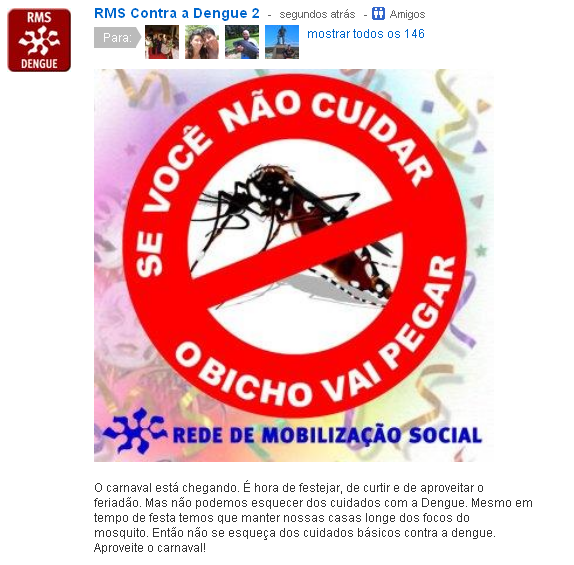 RMS
DENGUE
RMS Contra a Dengue 2 - segundos atrás - Amigos
Para:
mostrar todos os 146
SE VOCÊ NÃO CUIDAR
O BICHO VAI PEGAR
REDE DE MOBILIZAÇÃO SOCIAL
O carnaval está chegando. É hora de festejar, de curtir e de aproveitar o
feriadão. Mas não podemos esquecer dos cuidados com a Dengue. Mesmo em
tempo de festa temos que manter nossas casas longe dos focos do
mosquito. Então não se esqueça dos cuidados básicos contra a dengue.
Aproveite o carnaval!